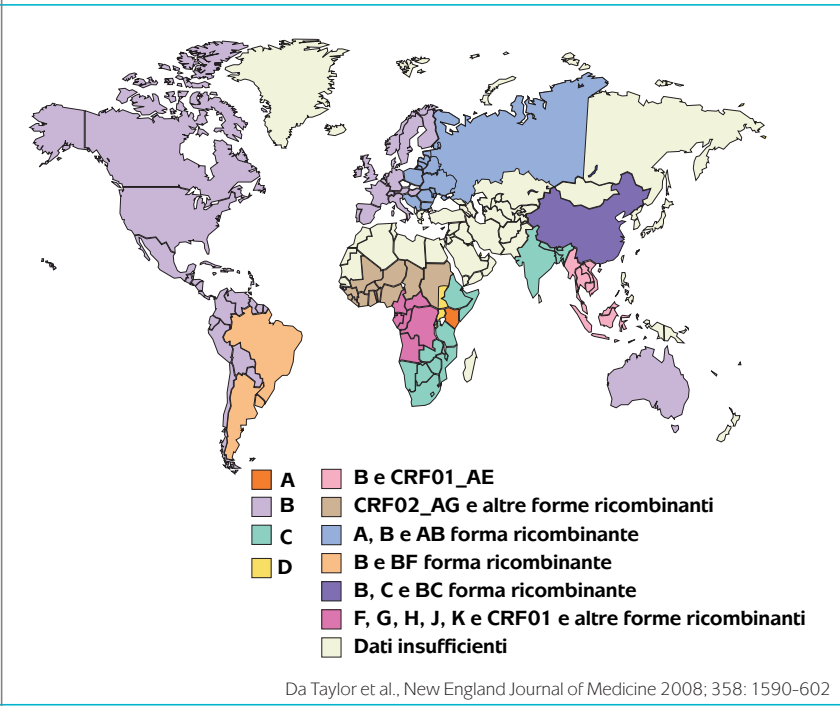 A
B
C
D
B e CRF01_AE
CRF02_AG e altre forme ricombinanti
A, B e AB forma ricombinante
B e BF forma ricombinante
B, C e BC forma ricombinante
F, G, H, J, K e CRF01 e altre forme ricombinanti
Dati insufficienti
Da Taylor et al., New England Journal of Medicine 2008; 358: 1590-602